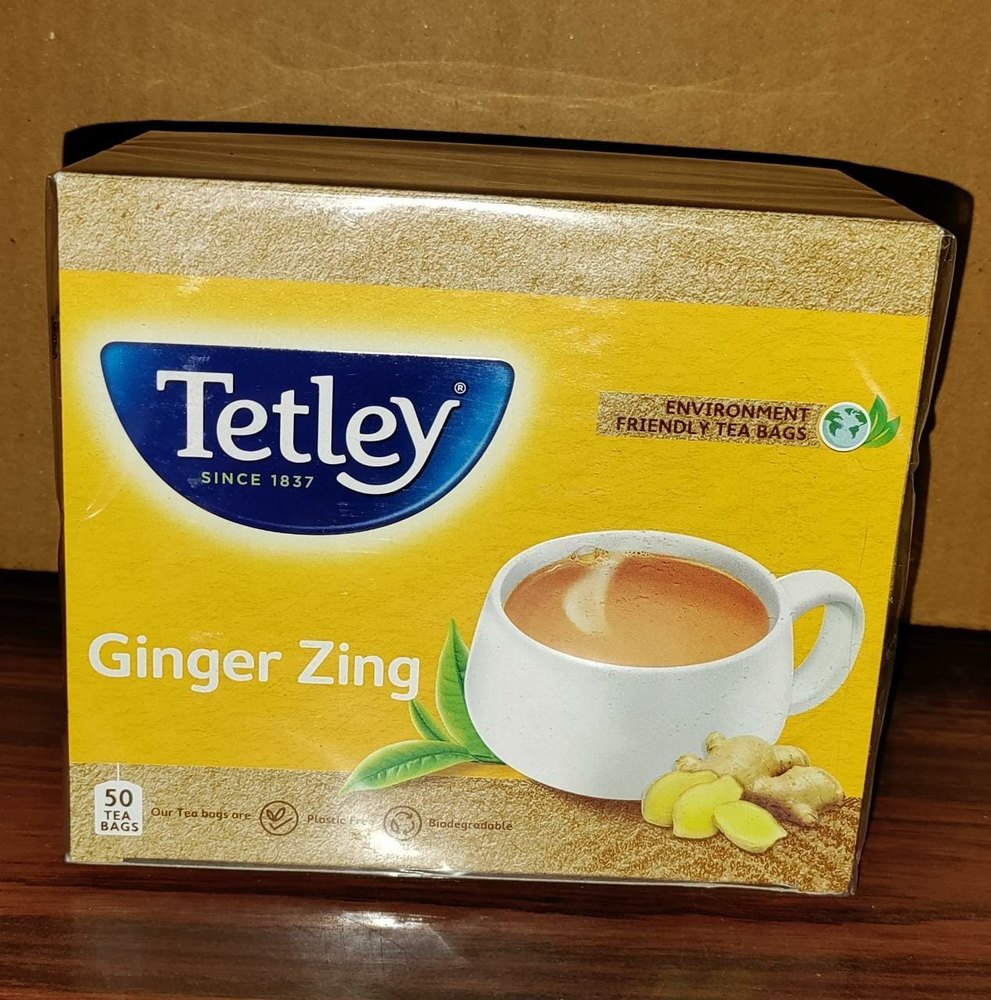 Tetley®
SINCE 1837
ENVIRONMENT
FRIENDLY TEA BAGS
Ginger Zing
50
TEA
BAGS
Our Tea bags are
Plastic Free
Biodegradable